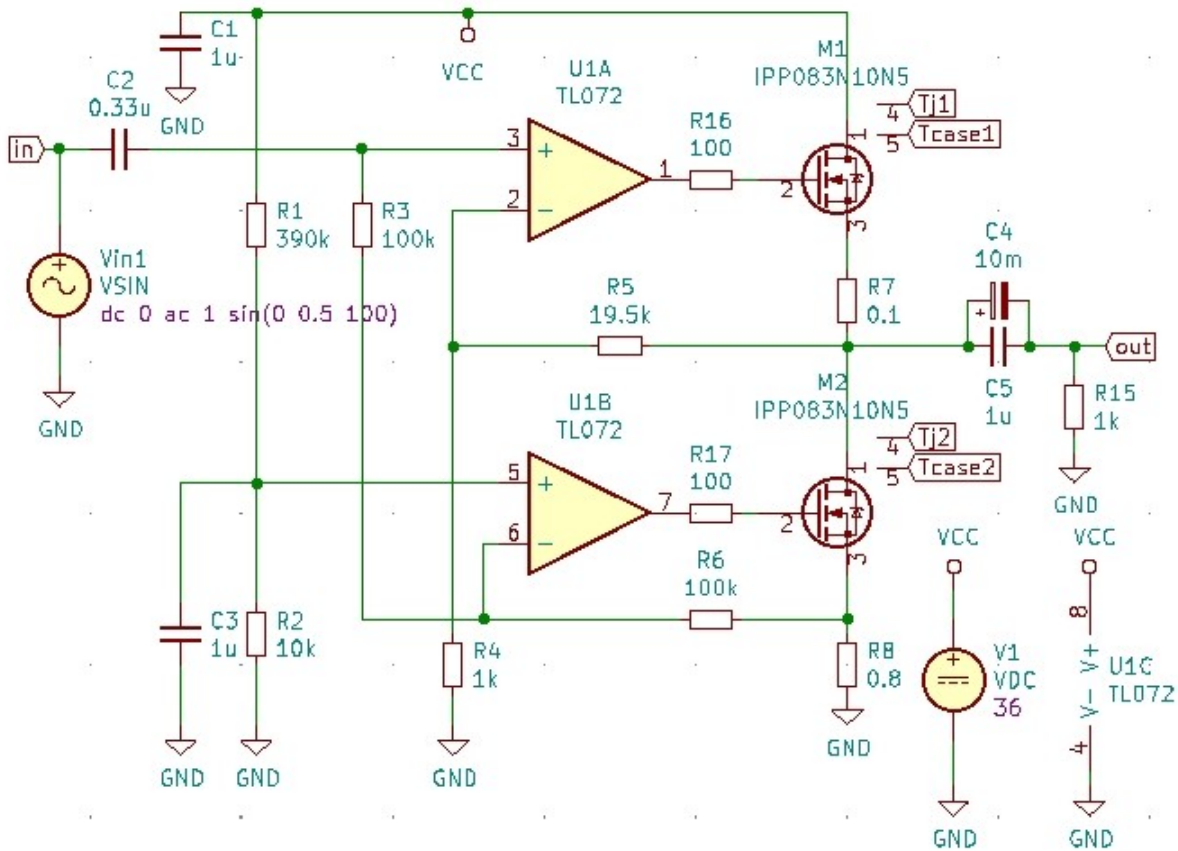 C1
1u
VCC
M1
IPP083N10N5
U1A
TL072
C2
0.33u
GND
R16
100
Tj1
4
Tcase1
5
1
in
3
+
1
2
2
−
3
R1
390k
R3
100k
Vin1
VSIN
dc 0 ac 1 sin(0 0.5 100)
R5
19.5k
R7
0.1
C4
10m
+
out
C5
1u
R15
1k
GND
GND
M2
IPP083N10N5
U1B
TL072
R17
100
Tj2
4
Tcase2
5
1
5
+
7
2
6
−
3
R6
100k
C3
1u
R2
10k
R4
1k
R8
0.8
GND
GND
GND
GND
VCC
V1
VDC
36
GND
VCC
8
V+
V−
4
U1C
TL072
GND